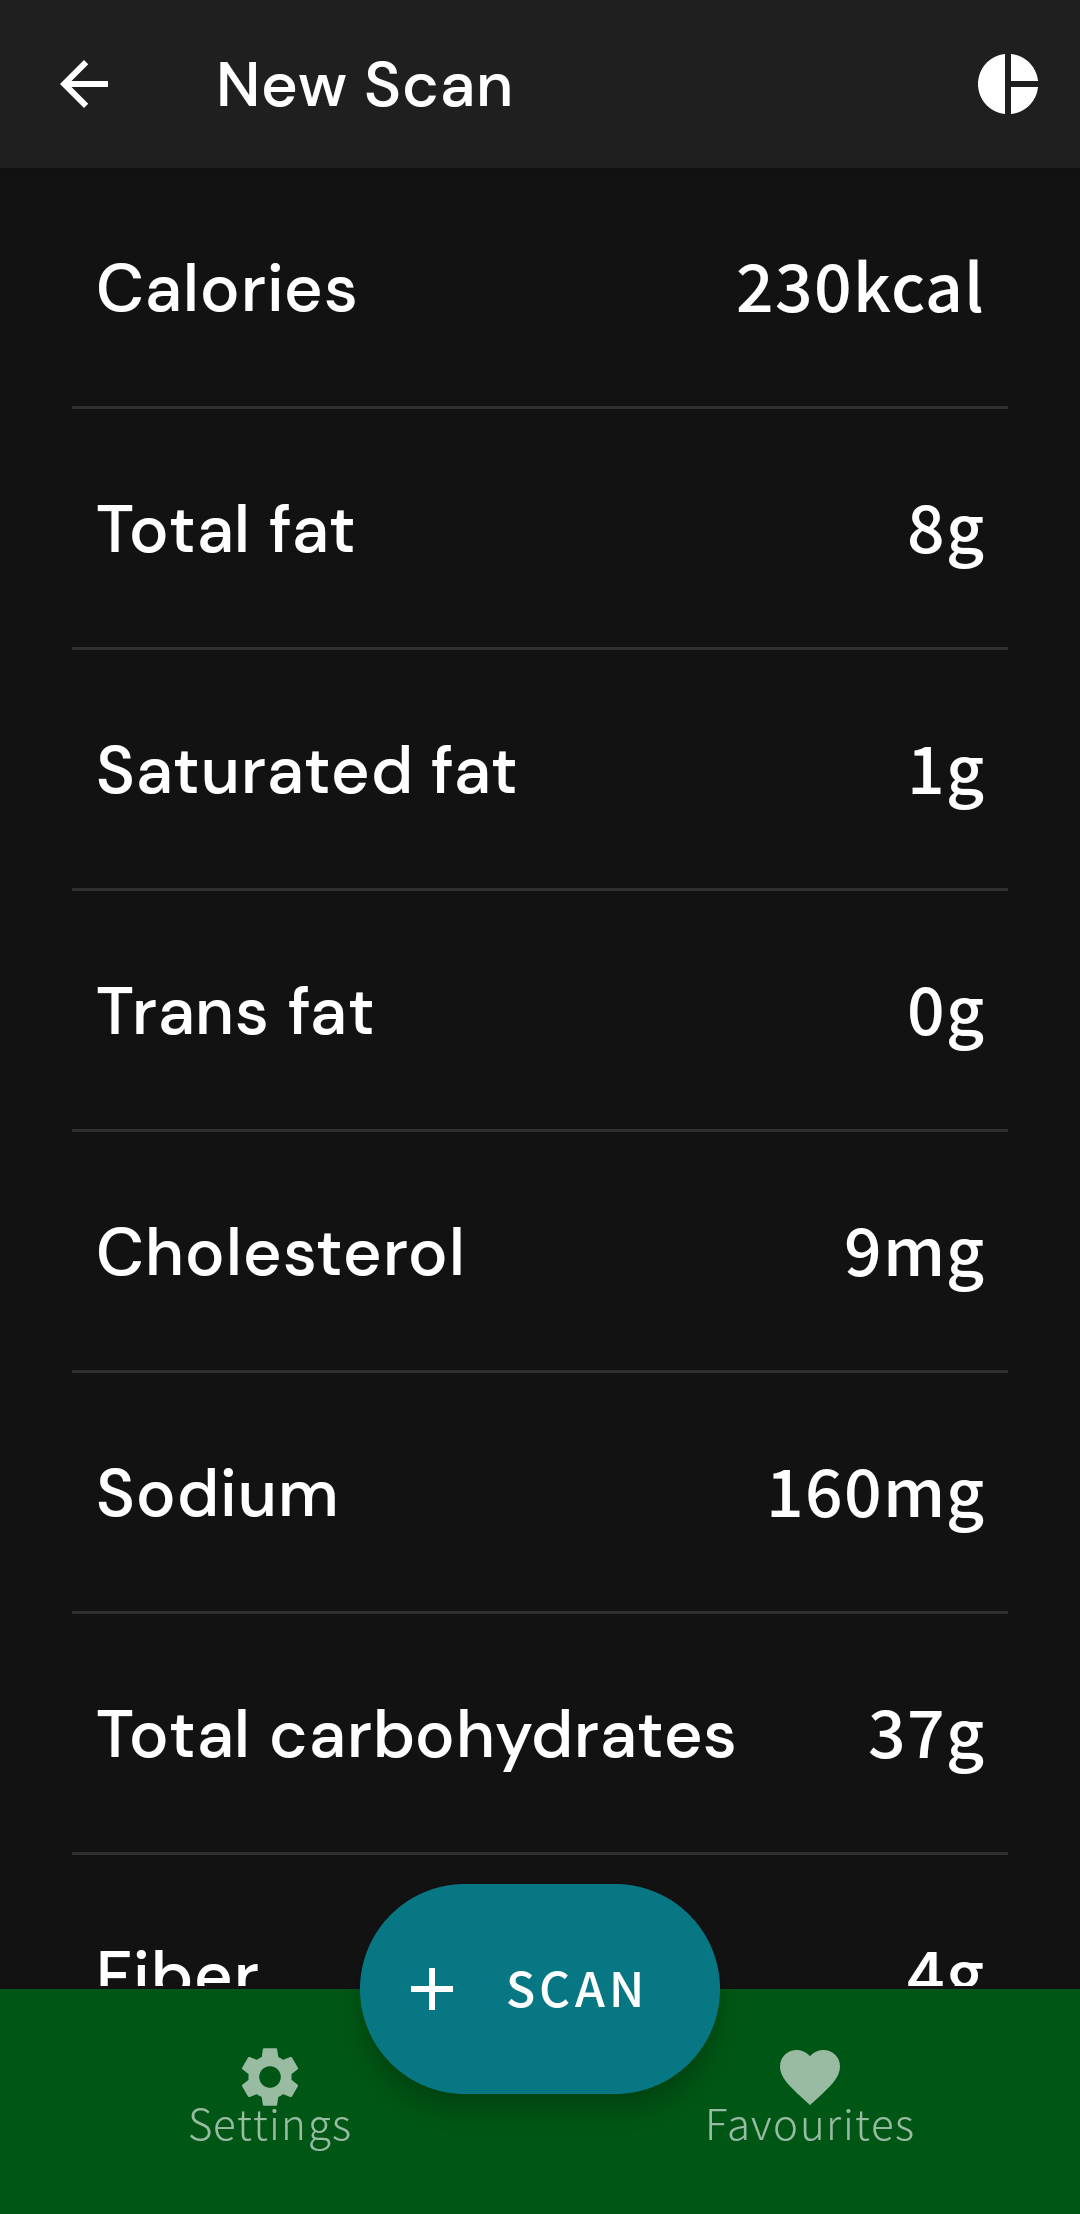 New Scan
Calories 230kcal
Total fat 8g
Saturated fat 1g
Trans fat 0g
Cholesterol 9mg
Sodium 160mg
Total carbohydrates 37g
Fiber 4g
SCAN
Settings Favourites